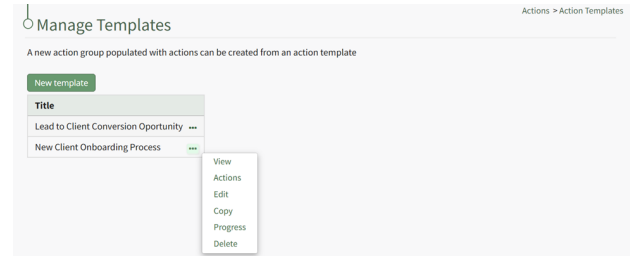 Actions > Action Templates
Manage Templates
A new action group populated with actions can be created from an action template
New template
Title
Lead to Client Conversion Oportunity •••
New Client Onboarding Process •••
View
Actions
Edit
Copy
Progress
Delete